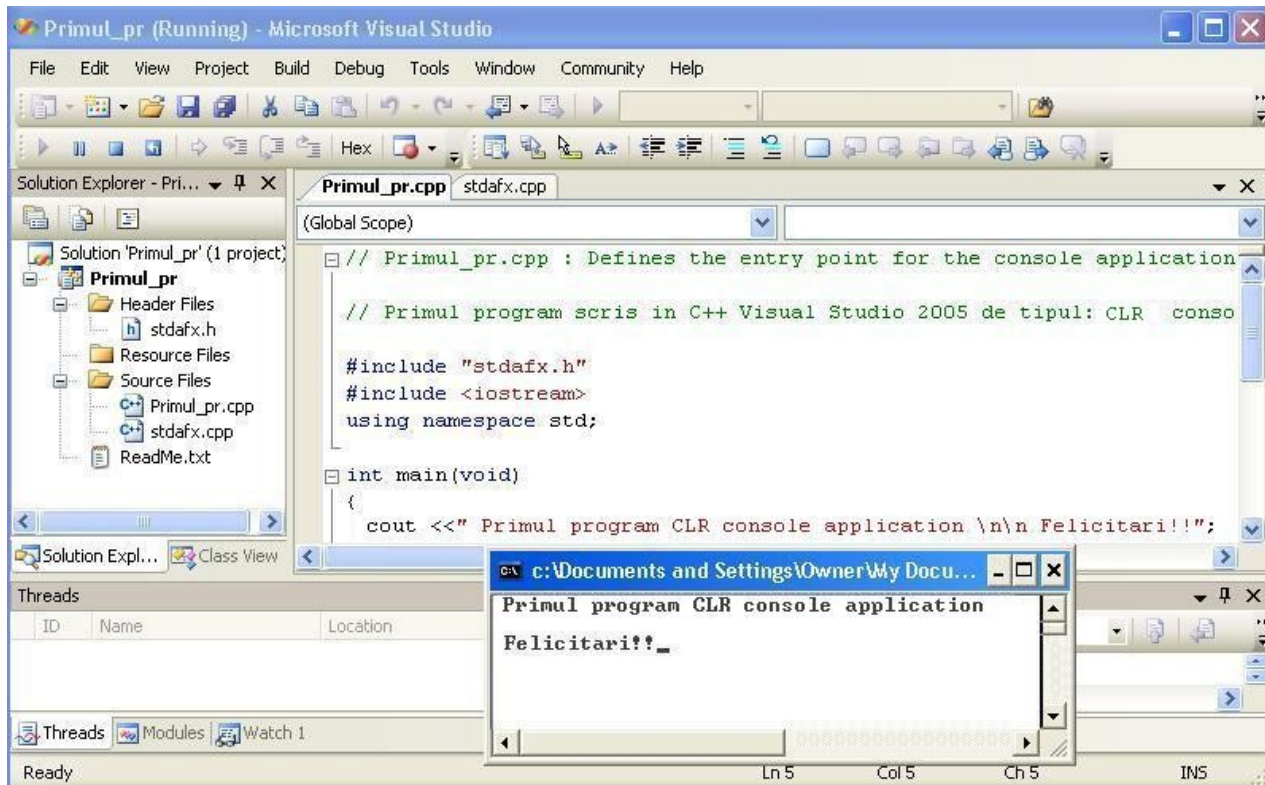 Primul_pr (Running) - Microsoft Visual Studio
File Edit View Project Build Debug Tools Window Community Help
Hex
Solution Explorer - Pri...
Primul_pr.cpp stdafx.cpp
(Global Scope)
Solution 'Primul_pr' (1 project)
Primul_pr
Header Files
stdafx.h
Resource Files
Source Files
Primul_pr.cpp
stdafx.cpp
ReadMe.txt
Solution Expl... Class View
// Primul_pr.cpp : Defines the entry point for the console application
// Primul program scris in C++ Visual Studio 2005 de tipul: CLR conso
#include "stdafx.h"
#include <iostream>
using namespace std;
int main(void)
{
cout <<" Primul program CLR console application \n\n Felicitari!!";
c:\Documents and Settings\Owner\My Docu...
Primul program CLR console application
Felicitari!!_
Threads
ID Name Location
Threads Modules Watch 1
Ready Ln 5 Col 5 Ch 5 INS